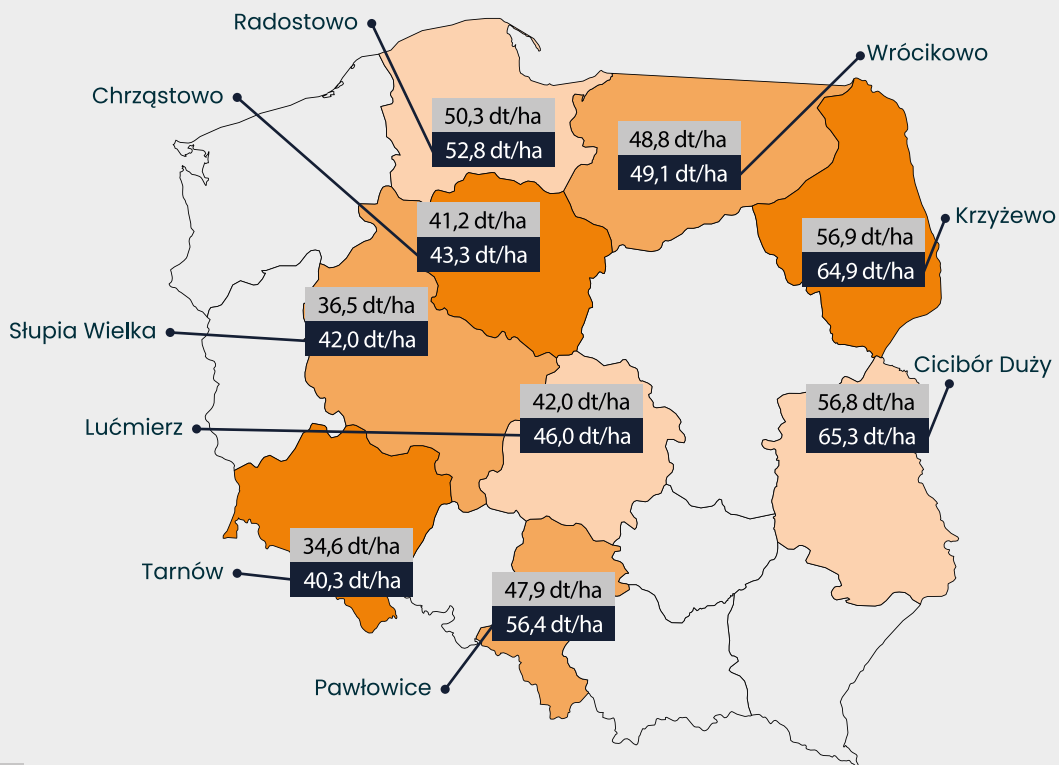 Radostowo
50,3 dt/ha
52,8 dt/ha
Wrócikowo
48,8 dt/ha
49,1 dt/ha
Chrząstowo
41,2 dt/ha
43,3 dt/ha
Krzyżewo
56,9 dt/ha
64,9 dt/ha
Słupia Wielka
36,5 dt/ha
42,0 dt/ha
Cicibór Duży
56,8 dt/ha
65,3 dt/ha
Lućmierz
42,0 dt/ha
46,0 dt/ha
Tarnów
34,6 dt/ha
40,3 dt/ha
Pawłowice
47,9 dt/ha
56,4 dt/ha